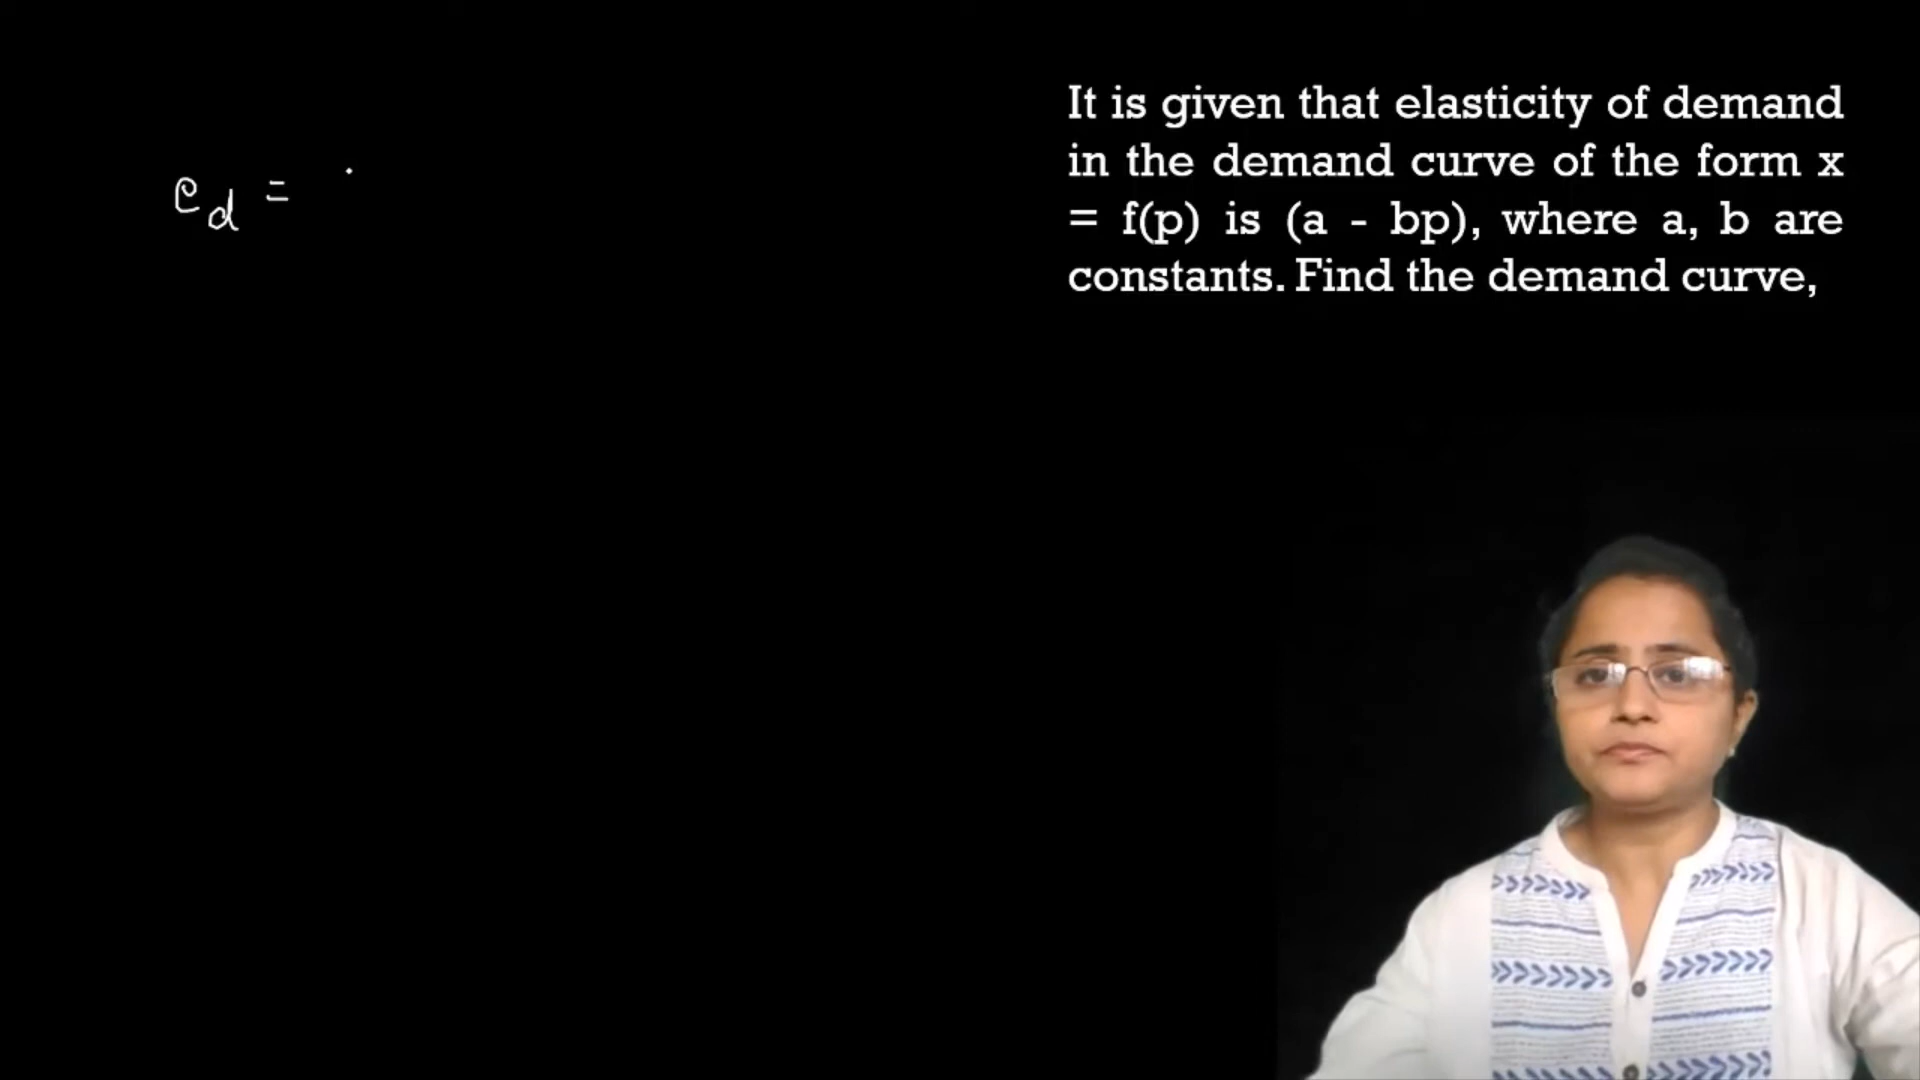 e_d =
It is given that elasticity of demand
in the demand curve of the form x
= f(p) is (a - bp), where a, b are
constants. Find the demand curve,